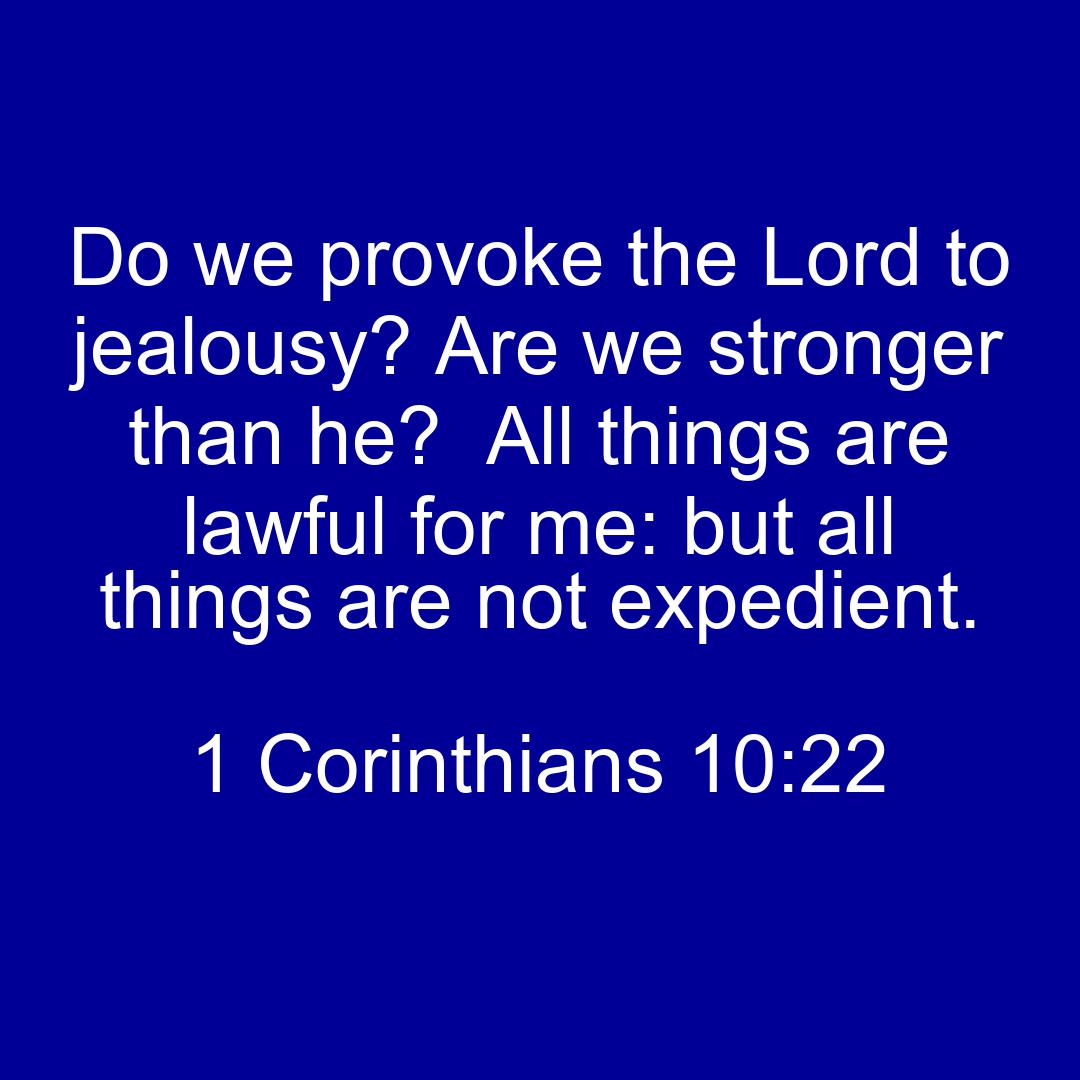 Do we provoke the Lord to
jealousy? Are we stronger
than he?  All things are
lawful for me: but all
things are not expedient.
1 Corinthians 10:22